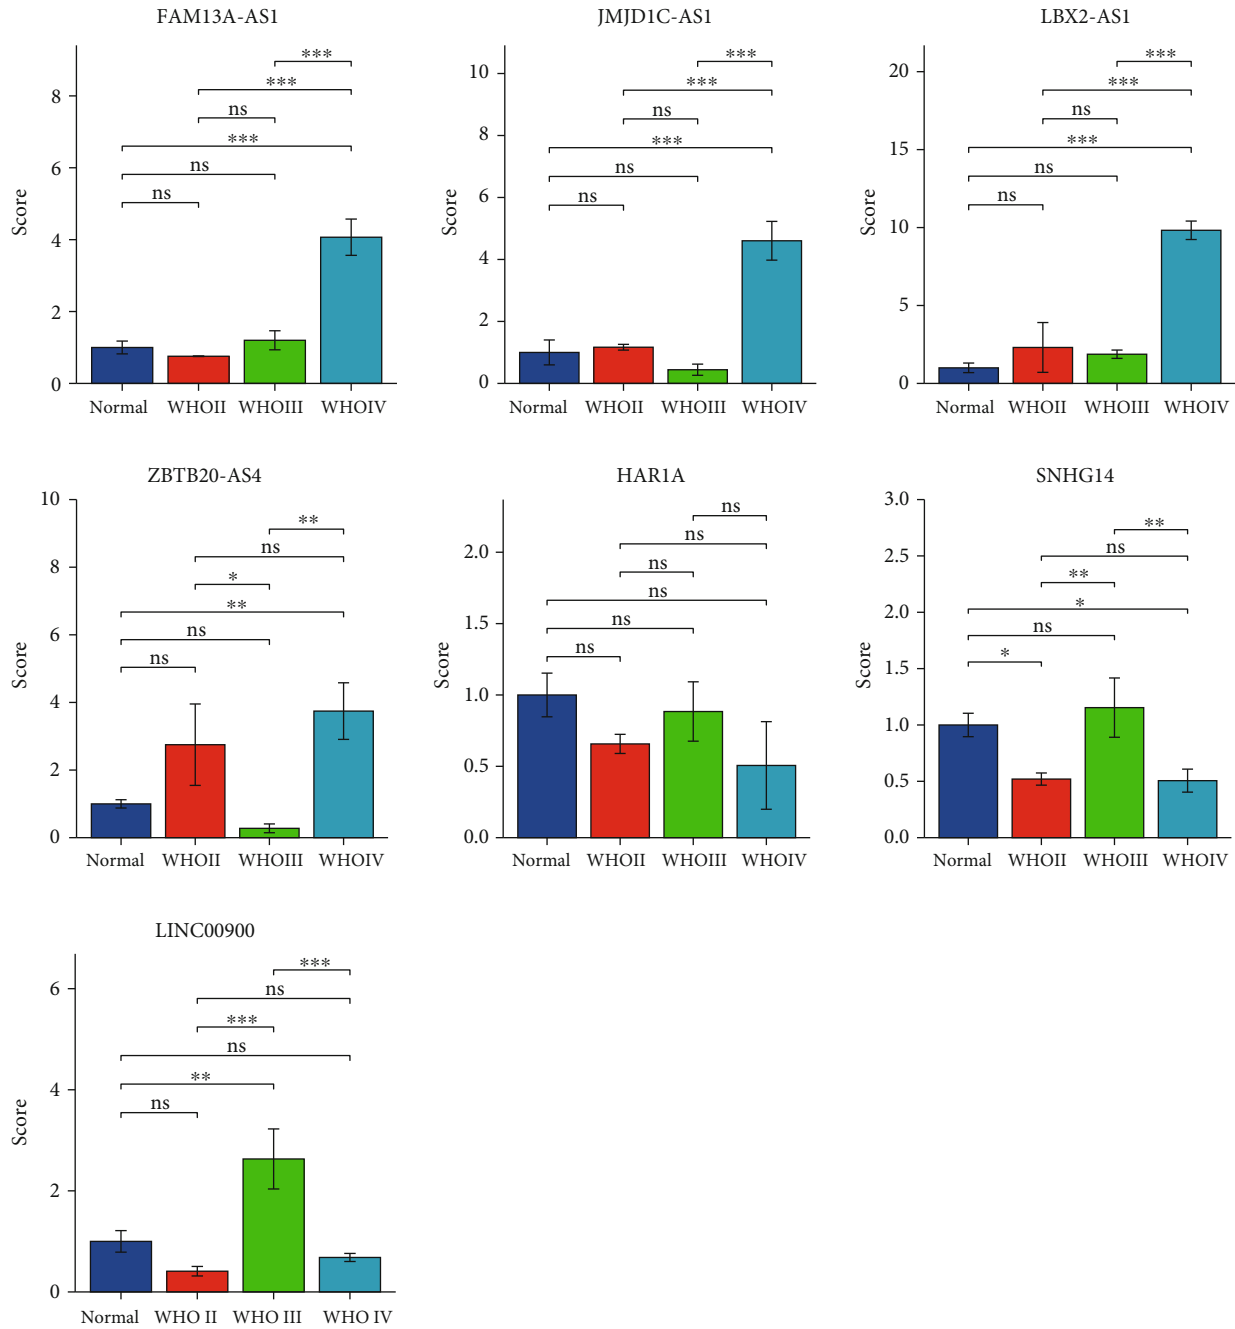 FAM13A-AS1
Score
8
6
4
2
0
***
***
ns
***
ns
ns
Normal WHOII WHOIII WHOIV
JMJD1C-AS1
Score
10
8
6
4
2
0
***
***
ns
***
ns
ns
Normal WHOII WHOIII WHOIV
LBX2-AS1
Score
20
15
10
5
0
***
***
ns
***
ns
ns
Normal WHOII WHOIII WHOIV
ZBTB20-AS4
Score
10
8
6
4
2
0
**
ns
*
**
ns
ns
Normal WHOII WHOIII WHOIV
HAR1A
Score
2.0
1.5
1.0
0.5
0.0
ns
ns
ns
ns
ns
ns
Normal WHOII WHOIII WHOIV
SNHG14
Score
3.0
2.5
2.0
1.5
1.0
0.5
0.0
**
ns
**
*
ns
*
Normal WHOII WHOIII WHOIV
LINC00900
Score
6
4
2
0
***
ns
***
ns
**
ns
Normal WHO II WHO III WHO IV